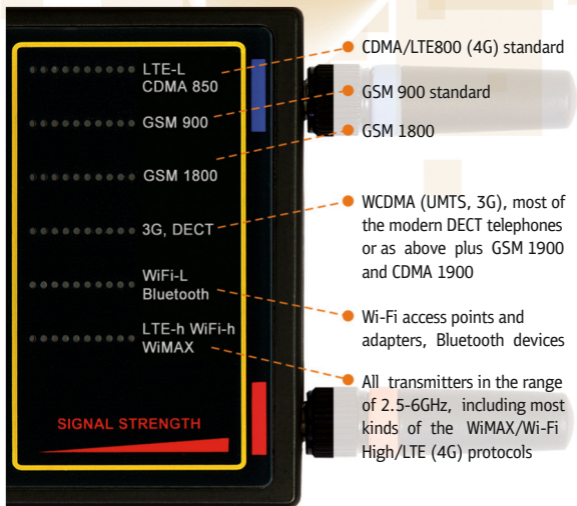 LTE-L
CDMA 850
GSM 900
GSM 1800
3G, DECT
WiFi-L
Bluetooth
LTE-h WiFi-h
WiMAX
SIGNAL STRENGTH
CDMA/LTE800 (4G) standard
GSM 900 standard
GSM 1800
WCDMA (UMTS, 3G), most of
the modern DECT telephones
or as above plus GSM 1900
and CDMA 1900
Wi-Fi access points and
adapters, Bluetooth devices
All transmitters in the range
of 2.5-6GHz, including most
kinds of the WiMAX/Wi-Fi
High/LTE (4G) protocols